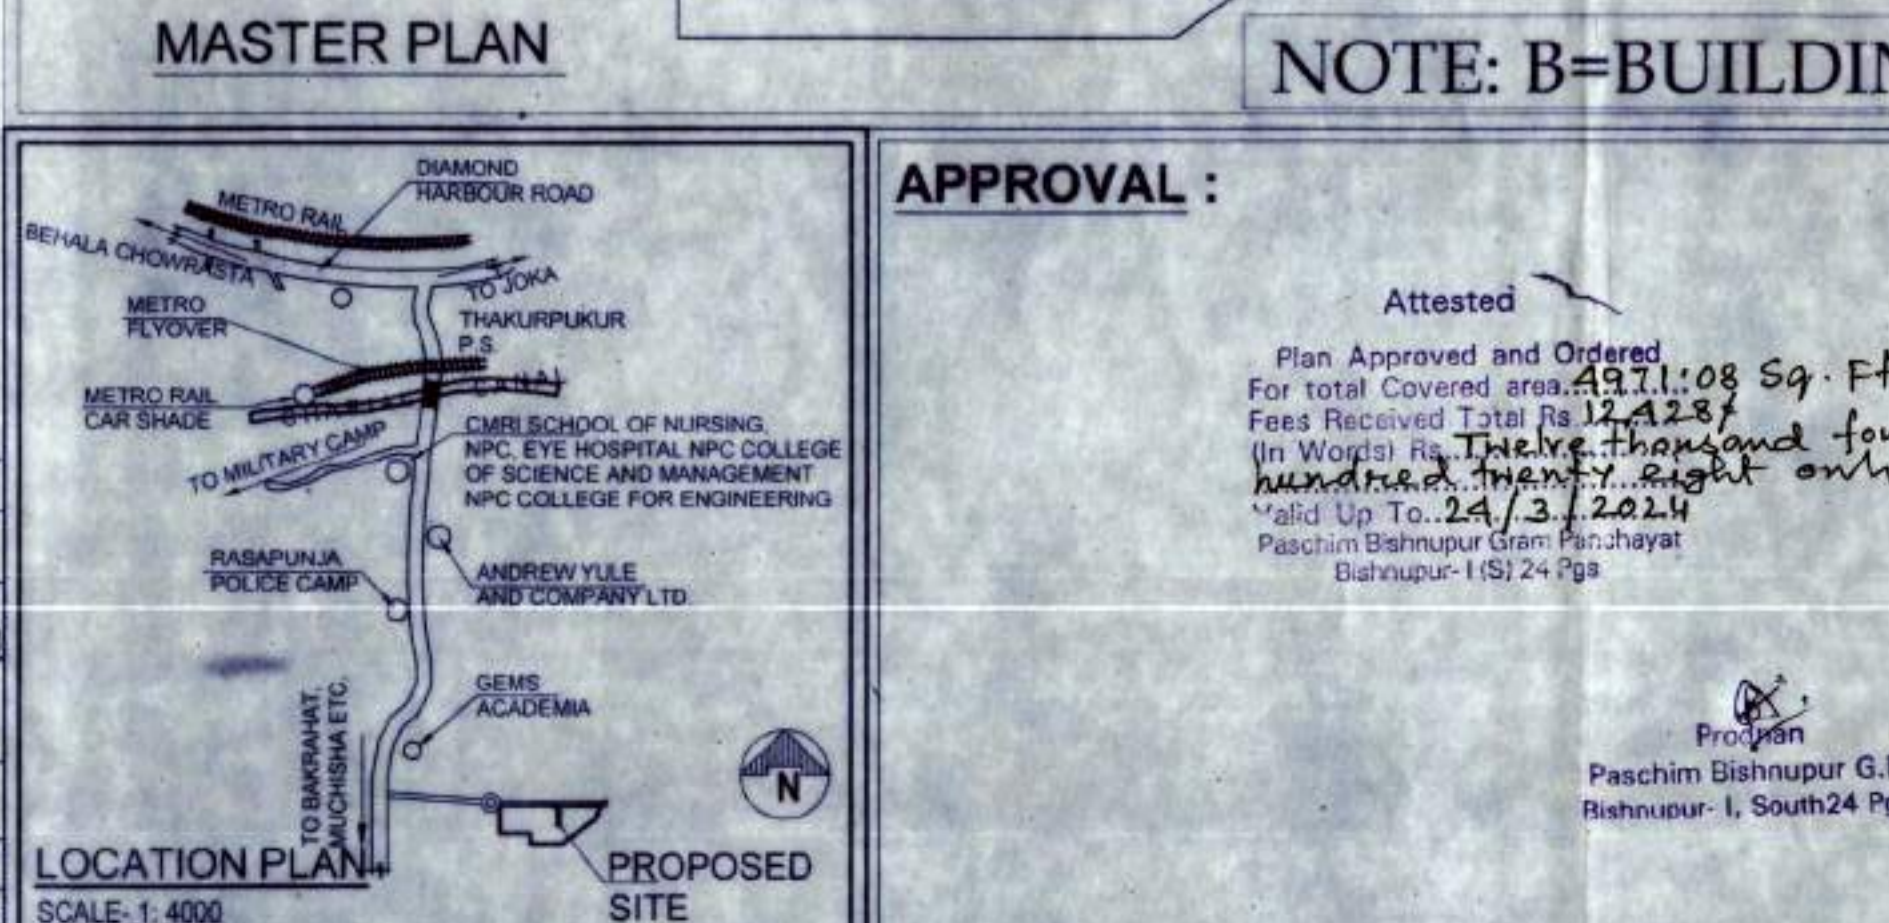 MASTER PLAN
NOTE: B=BUILDIN
DIAMOND
HARBOUR ROAD
METRO RAIL
BEHALA CHOWRASTA
TO JOKA
METRO
FLYOVER
THAKURPUKUR
P.S.
METRO RAIL
CAR SHADE
CANAL
TO MILITARY CAMP
CMRI SCHOOL OF NURSING,
NPC, EYE HOSPITAL NPC COLLEGE
OF SCIENCE AND MANAGEMENT
NPC COLLEGE FOR ENGINEERING
RASAPUNJA
POLICE CAMP
ANDREW YULE
AND COMPANY LTD.
GEMS
ACADEMIA
TO BAKRAHAT,
MUCHISHA ETC.
N
LOCATION PLAN
SCALE- 1: 4000
PROPOSED
SITE
APPROVAL :
Attested
Plan Approved and Ordered
For total Covered area..4971.08 Sq. Ft
Fees Received Total Rs.12,428/
(In Words) Rs..Twelve thousand fou
hundred twenty eight only
Valid Up To..24/3/2024
Paschim Bishnupur Gram Panchayat
Bishnupur- I (S) 24 Pgs
Prodhan
Paschim Bishnupur G.P
Bishnupur- I, South24 Pg